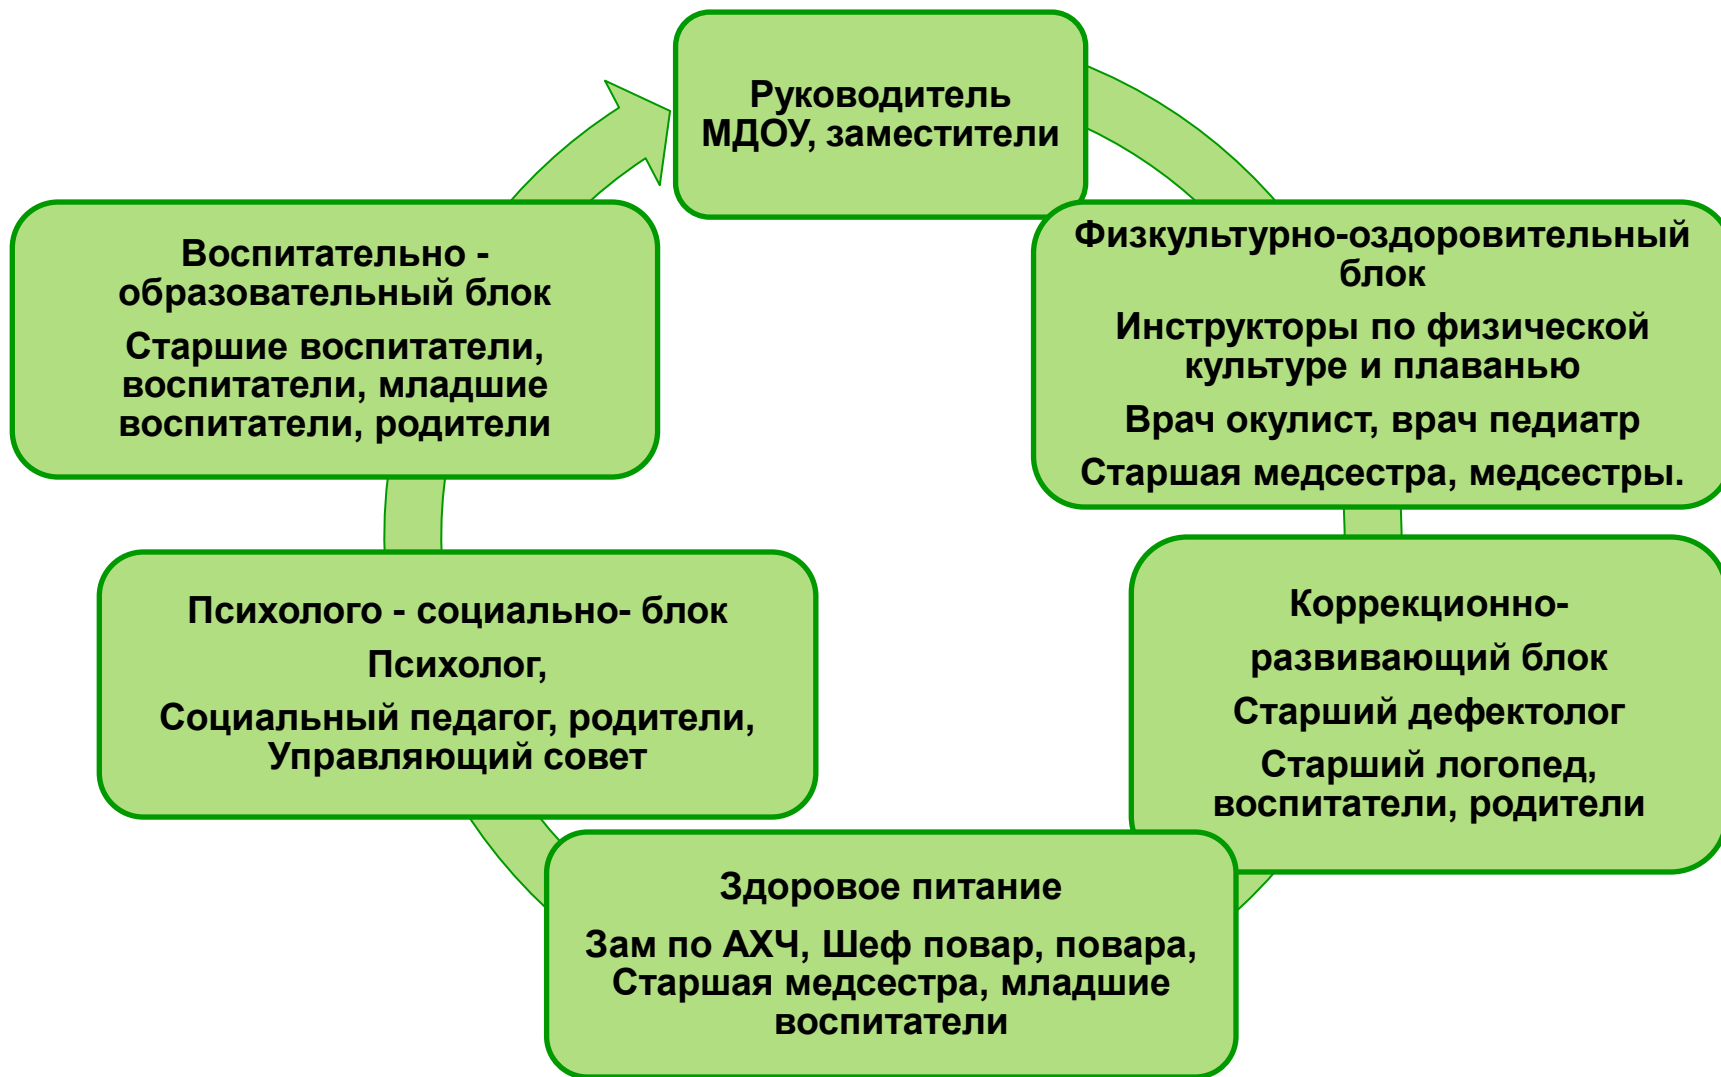 Руководитель
МДОУ, заместители
Физкультурно-оздоровительный
блок
Инструкторы по физической
культуре и плаванью
Врач окулист, врач педиатр
Старшая медсестра, медсестры.
Коррекционно-
развивающий блок
Старший дефектолог
Старший логопед,
воспитатели, родители
Здоровое питание
Зам по АХЧ, Шеф повар, повара,
Старшая медсестра, младшие
воспитатели
Психолого - социально- блок
Психолог,
Социальный педагог, родители,
Управляющий совет
Воспитательно -
образовательный блок
Старшие воспитатели,
воспитатели, младшие
воспитатели, родители